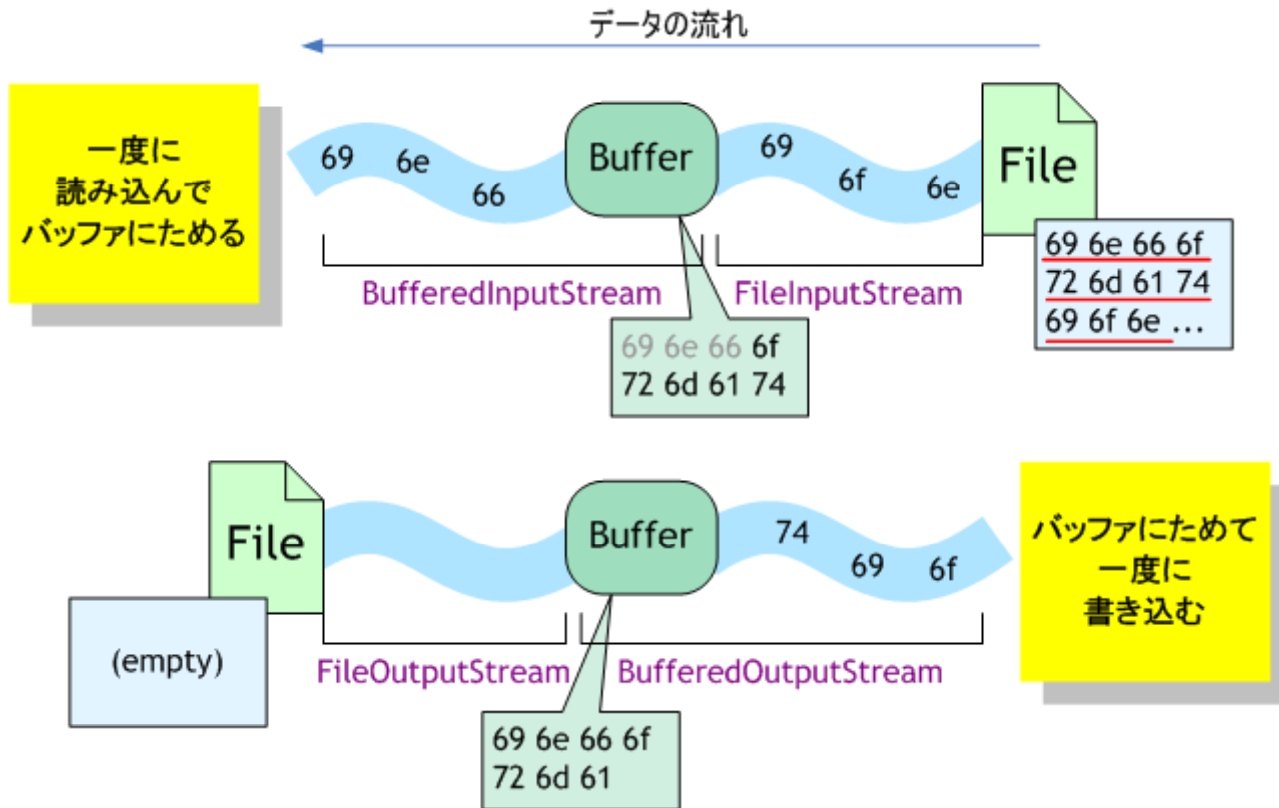 データの流れ
一度に
読み込んで
バッファにためる
69 6e 66
Buffer
69 6f 6e
File
69 6e 66 6f
72 6d 61 74
69 6f 6e ...
BufferedInputStream
FileInputStream
69 6e 66 6f
72 6d 61 74
File
(empty)
Buffer
74 69 6f
バッファにためて
一度に
書き込む
FileOutputStream
BufferedOutputStream
69 6e 66 6f
72 6d 61